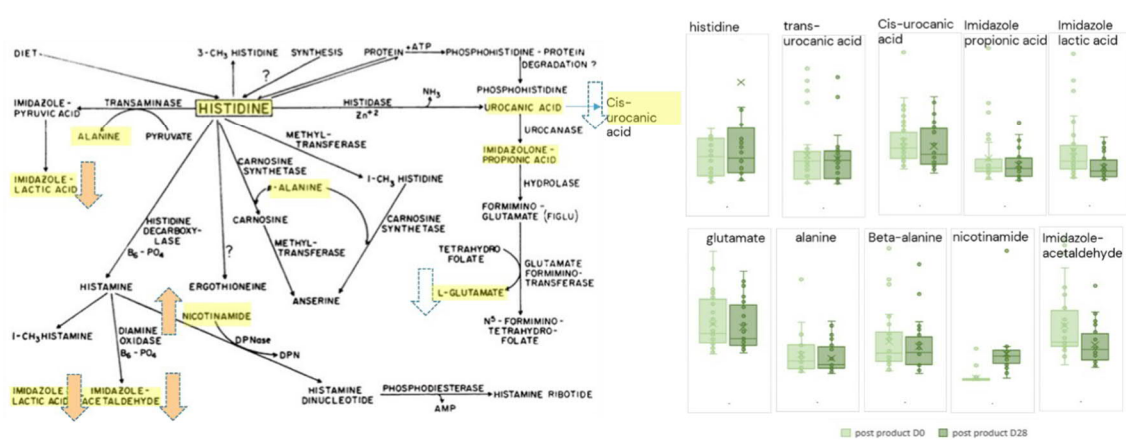 DIET
3-CH₃ HISTIDINE
SYNTHESIS
PROTEIN
+ATP
PHOSPHOHISTIDINE-PROTEIN
?
DEGRADATION ?
PHOSPHOHISTIDINE
IMIDAZOLE-
PYRUVIC ACID
TRANSAMINASE
HISTIDINE
HISTIDASE
Zn+2
NH₃
UROCANIC ACID
Cis-
urocanic
acid
ALANINE
PYRUVATE
METHYL-
TRANSFERASE
UROCANASE
IMIDAZOLONE-
PROPIONIC ACID
CARNOSINE
SYNTHETASE
IMIDAZOLE-
LACTIC ACID
-ALANINE
1-CH₃ HISTIDINE
HYDROLASE
FORMIMINO-
GLUTAMATE (FIGLU)
CARNOSINE
CARNOSINE
SYNTHETASE
HISTIDINE
DECARBOXY-
LASE
B₆-PO₄
?
METHYL-
TRANSFERASE
TETRAHYDRO
FOLATE
GLUTAMATE
FORMIMINO-
TRANSFERASE
HISTAMINE
ERGOTHIONEINE
ANSERINE
L-GLUTAMATE
NICOTINAMIDE
N⁵-FORMIMINO-
TETRAHYDRO-
FOLATE
1-CH₃HISTAMINE
DIAMINE
OXIDASE
B₆-PO₄
DPNase
DPN
IMIDAZOLE
LACTIC ACID
IMIDAZOLE-
ACETALDEHYDE
HISTAMINE
DINUCLEOTIDE
PHOSPHODIESTERASE
AMP
HISTAMINE RIBOTIDE
histidine
trans-
urocanic acid
Cis-urocanic
acid
Imidazole
propionic acid
Imidazole
lactic acid
glutamate
alanine
Beta-alanine
nicotinamide
Imidazole-
acetaldehyde
post product D0
post product D28